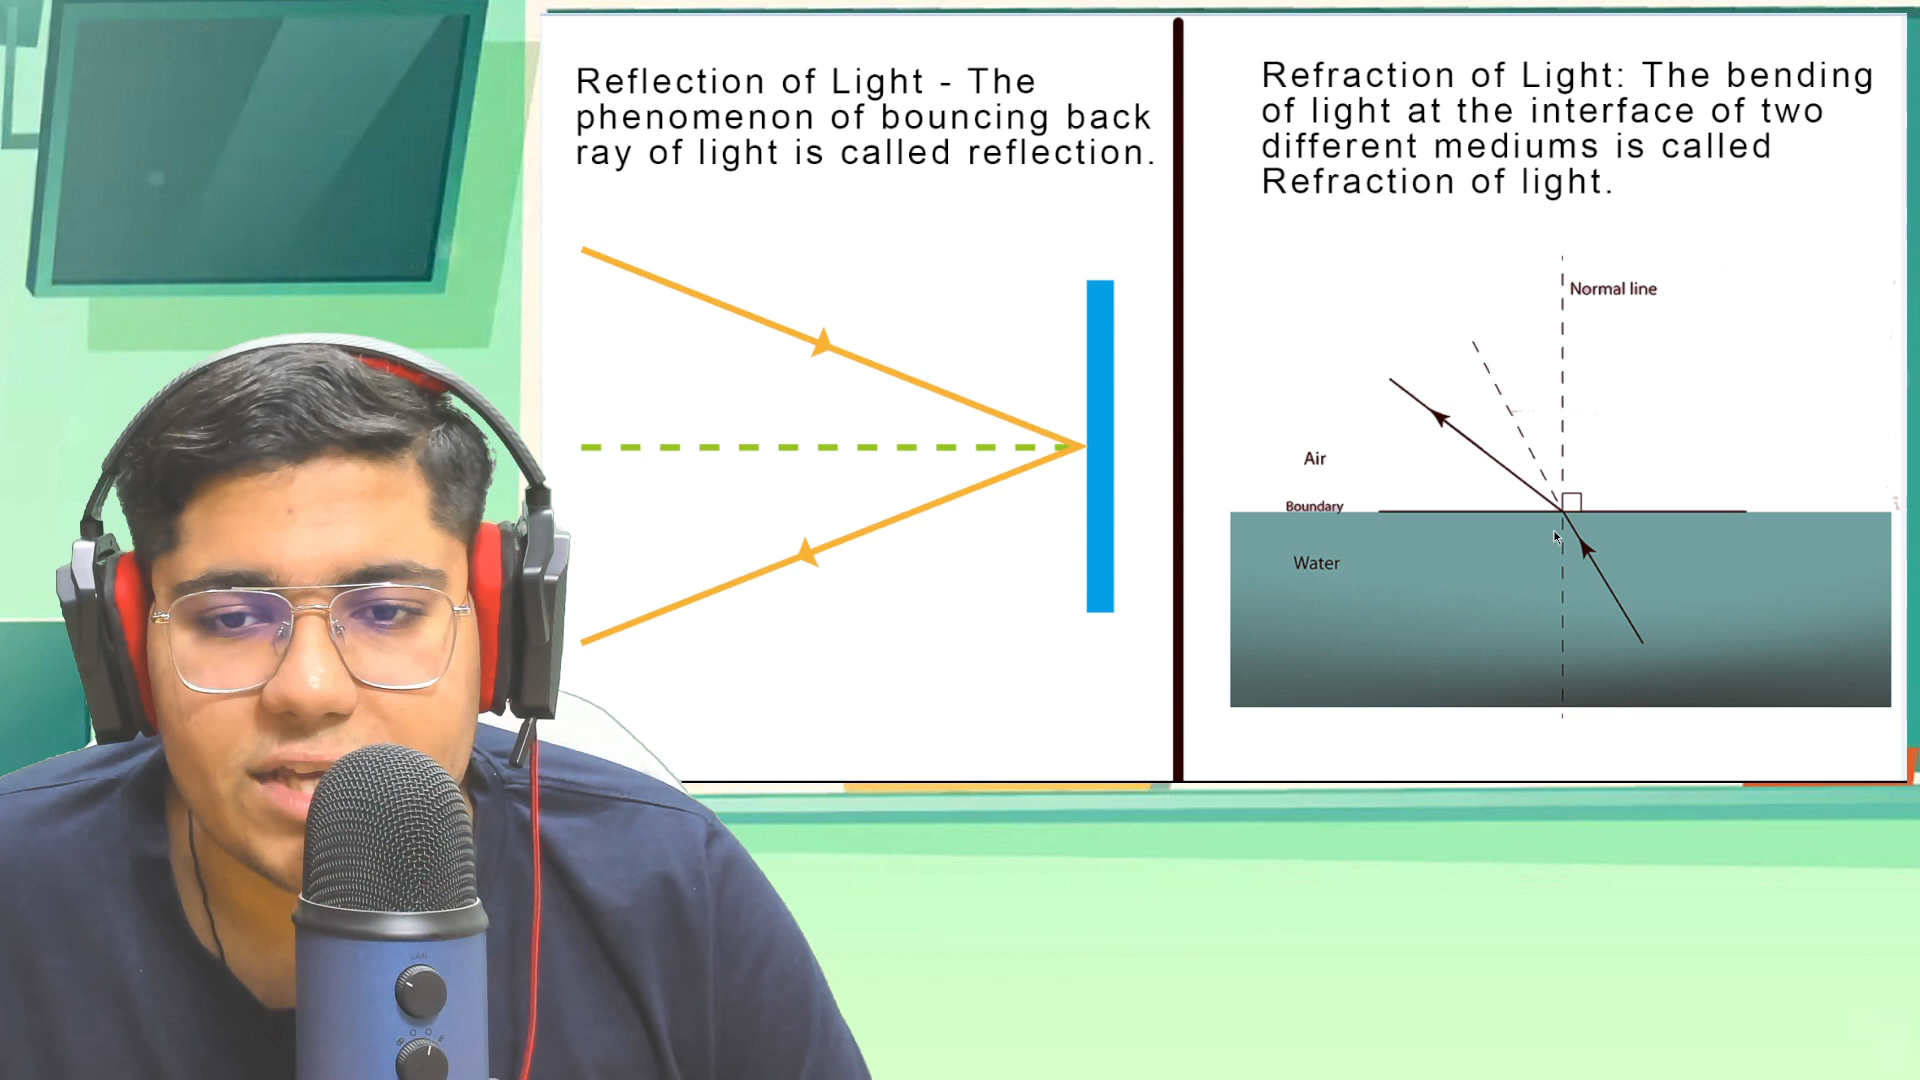 Reflection of Light - The
phenomenon of bouncing back
ray of light is called reflection.
Refraction of Light: The bending
of light at the interface of two
different mediums is called
Refraction of light.
Normal line
Air
Boundary
Water
GAIN